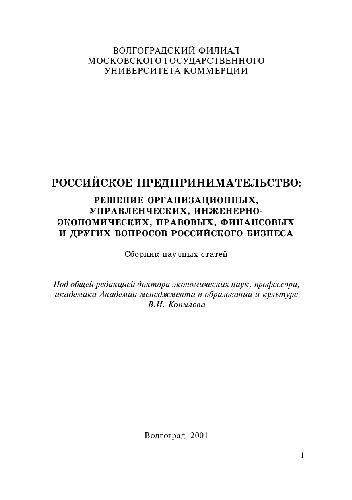 ВОЛГОГРАДСКИЙ ФИЛИАЛ
МОСКОВСКОГО ГОСУДАРСТВЕННОГО
УНИВЕРСИТЕТА КОММЕРЦИИ
РОССИЙСКОЕ ПРЕДПРИНИМАТЕЛЬСТВО:
РЕШЕНИЕ ОРГАНИЗАЦИОННЫХ,
УПРАВЛЕНЧЕСКИХ, ИНЖЕНЕРНО-
ЭКОНОМИЧЕСКИХ, ПРАВОВЫХ, ФИНАНСОВЫХ
И ДРУГИХ ВОПРОСОВ РОССИЙСКОГО БИЗНЕСА
Сборник научных статей
Под общей редакцией доктора экономических наук, профессора,
академика Академии менеджмента в образовании и культуре
В.И. Копылова
Волгоград 2001
1